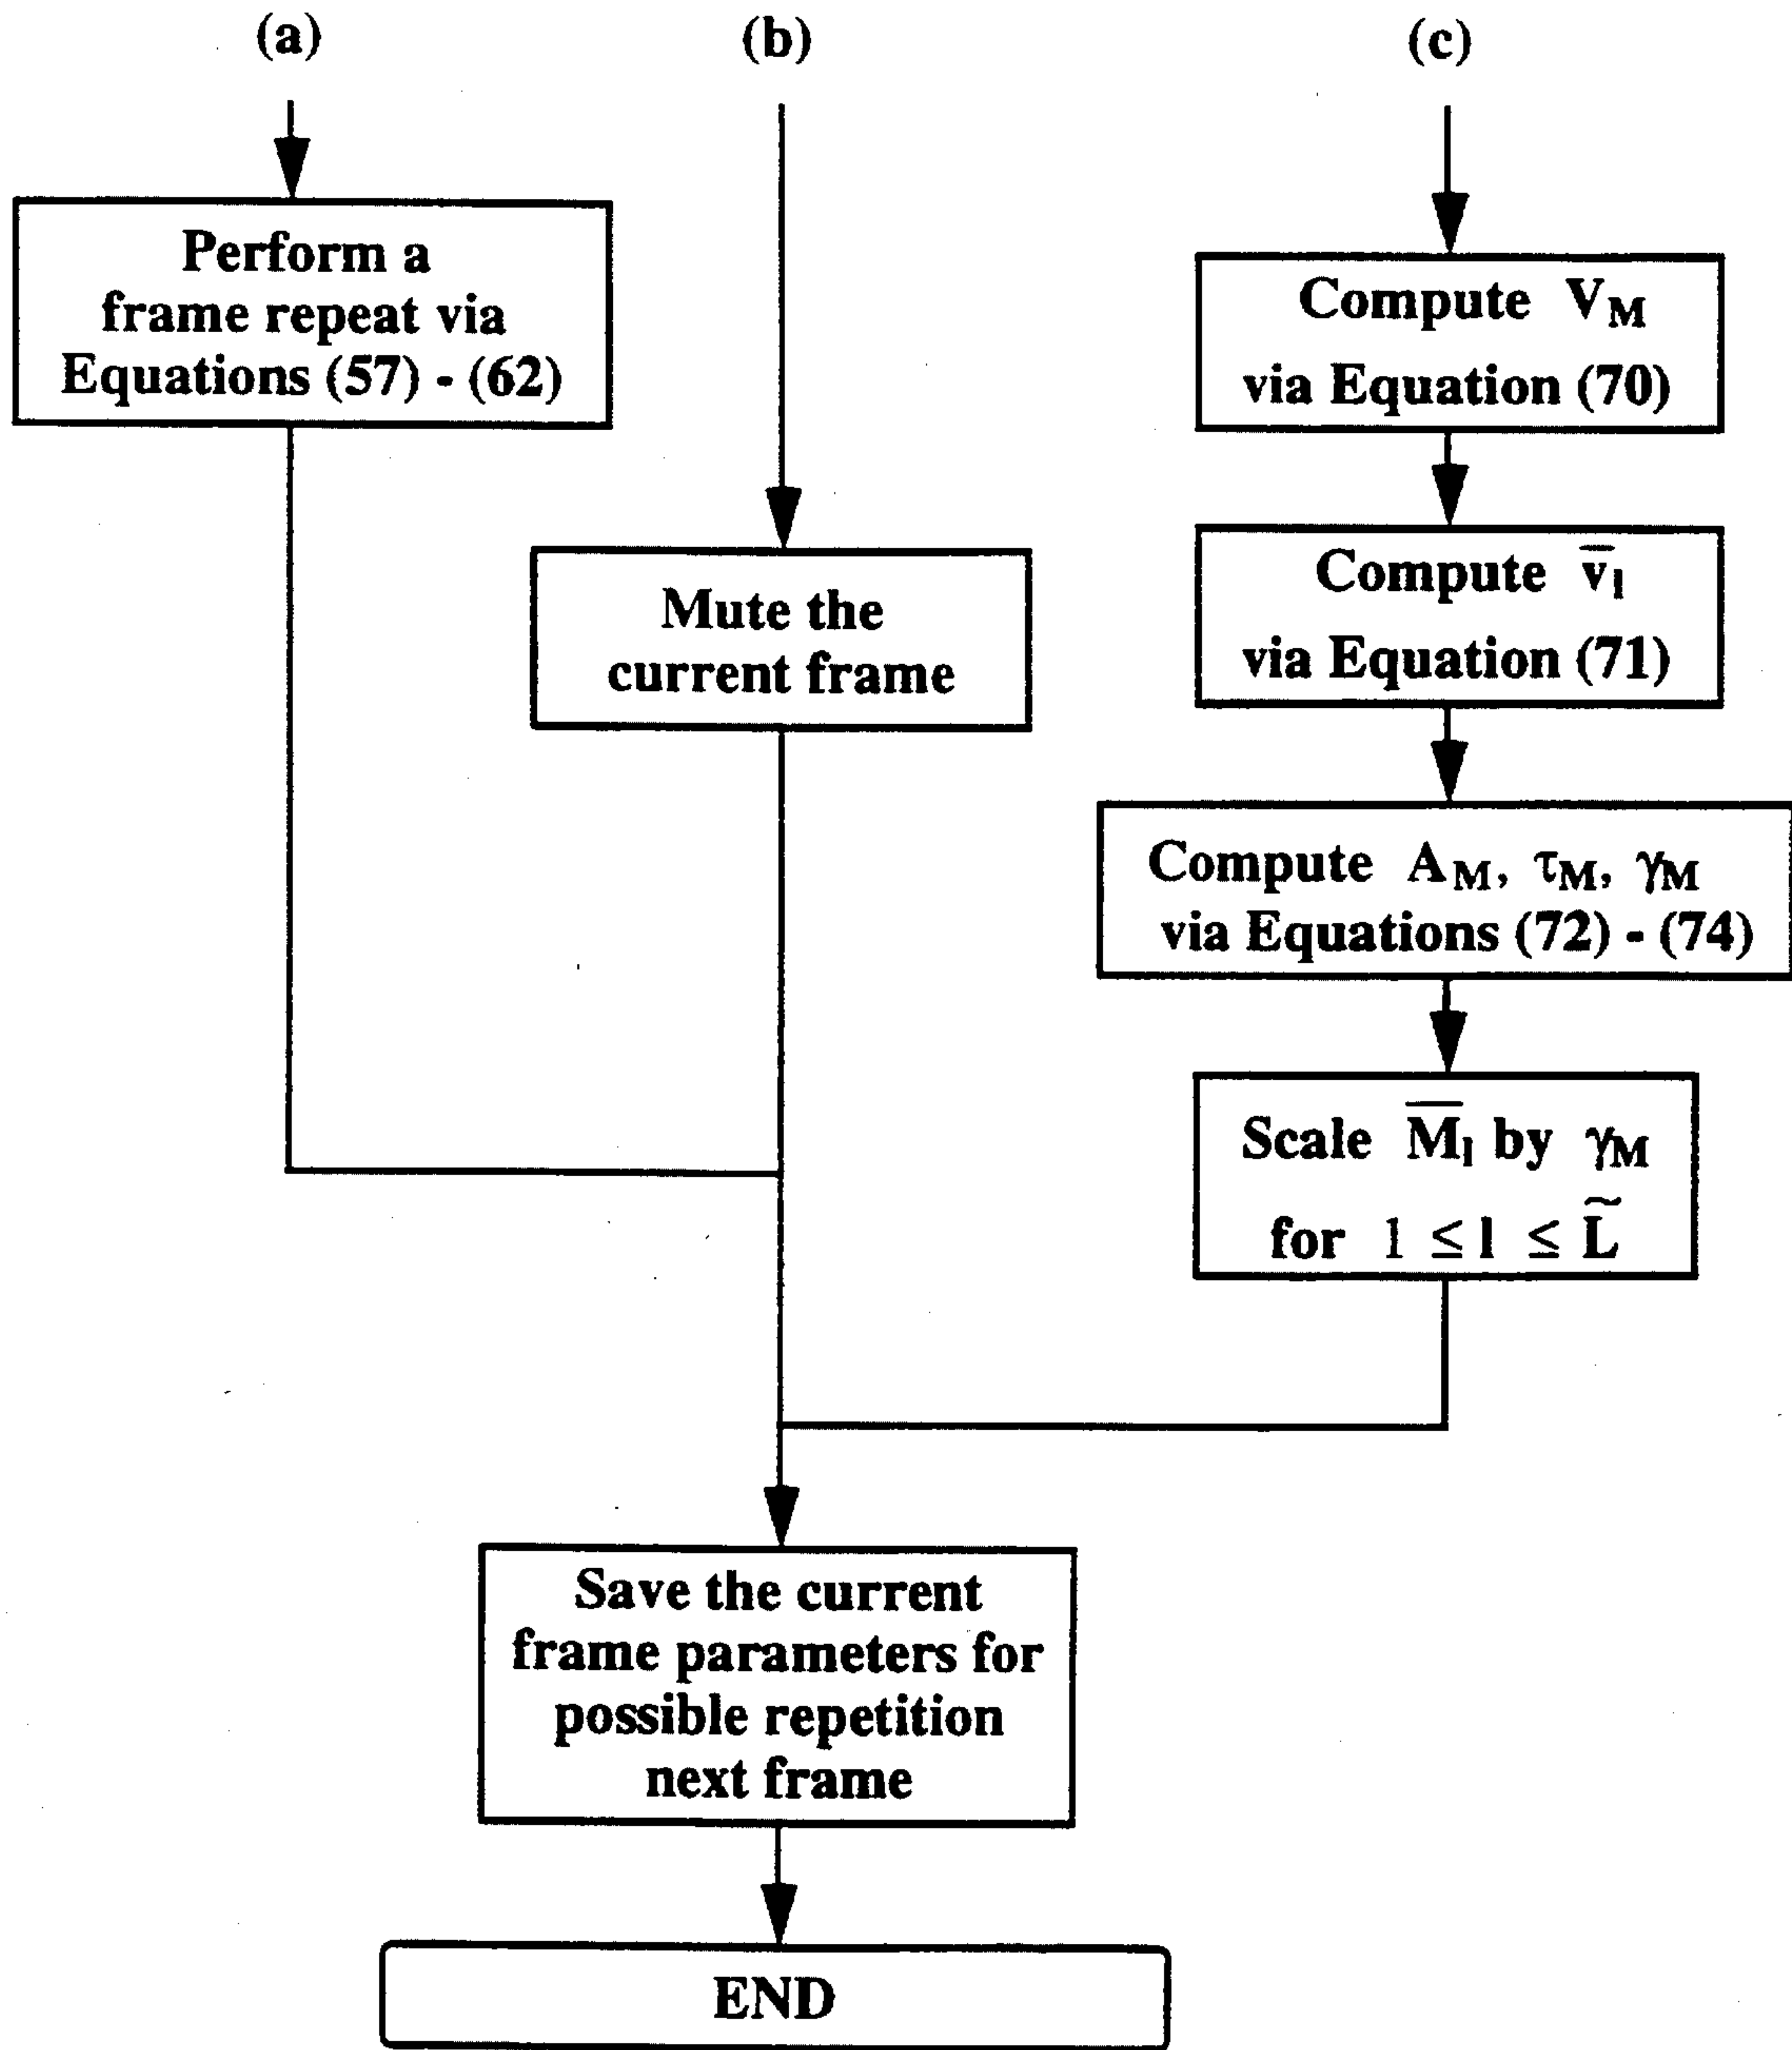 (a)
(b)
(c)
Perform a
frame repeat via
Equations (57) - (62)
Mute the
current frame
Compute V_M
via Equation (70)
Compute v̅_l
via Equation (71)
Compute A_M, τ_M, γ_M
via Equations (72) - (74)
Scale M̅_l by γ_M
for 1 ≤ l ≤ L̃
Save the current
frame parameters for
possible repetition
next frame
END